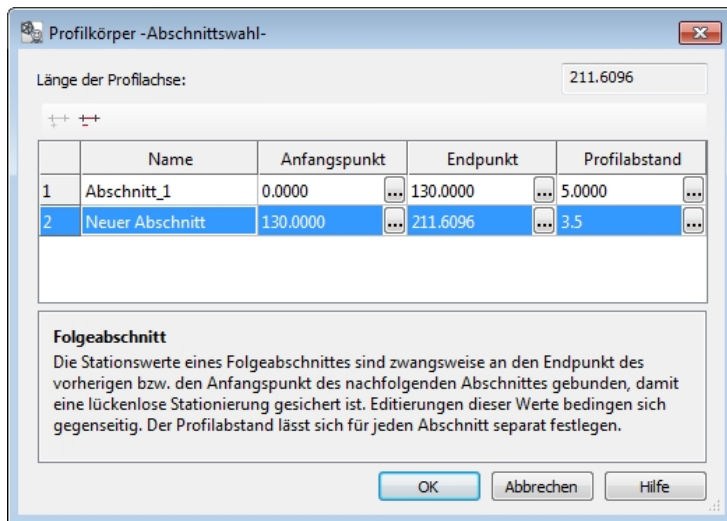 Profilkörper -Abschnittswahl-
Länge der Profilachse: 211.6096
Name Anfangspunkt Endpunkt Profilabstand
1 Abschnitt_1 0.0000 ... 130.0000 ... 5.0000 ...
2 Neuer Abschnitt 130.0000 ... 211.6096 ... 3.5 ...
Folgeabschnitt
Die Stationswerte eines Folgeabschnittes sind zwangsweise an den Endpunkt des
vorherigen bzw. den Anfangspunkt des nachfolgenden Abschnittes gebunden, damit
eine lückenlose Stationierung gesichert ist. Editierungen dieser Werte bedingen sich
gegenseitig. Der Profilabstand lässt sich für jeden Abschnitt separat festlegen.
OK Abbrechen Hilfe